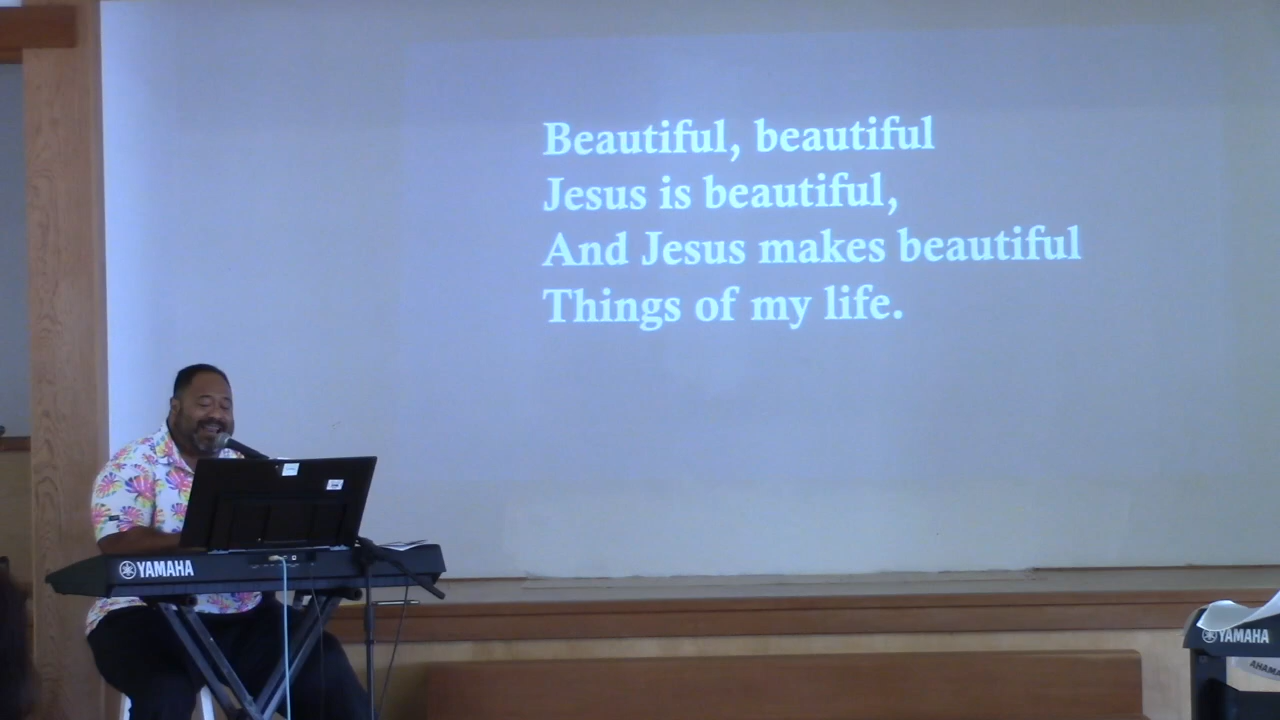 Beautiful, beautiful
Jesus is beautiful,
And Jesus makes beautiful
Things of my life.
YAMAHA
YAMAHA